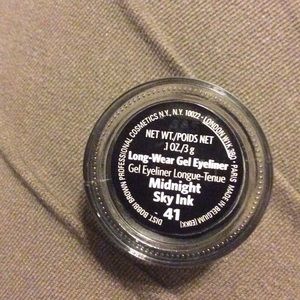 NET WT./POIDS NET
.1 OZ/3 g
Long-Wear Gel Eyeliner
Gel Eyeliner Longue-Tenue
Midnight
Sky Ink
41
DIST. BOBBI BROWN PROFESSIONAL COSMETICS N.Y., N.Y. 10022 · LONDON W1K 3BQ · PARIS MADE IN BELGIUM